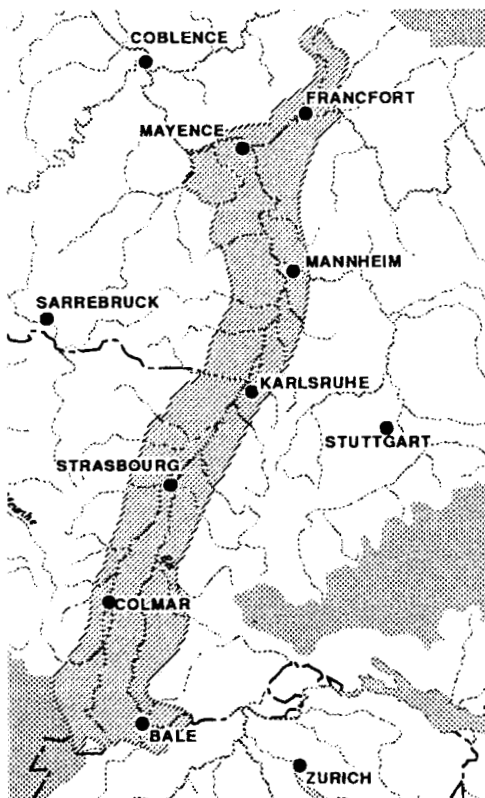 COBLENCE
FRANCFORT
MAYENCE
MANNHEIM
SARREBRUCK
KARLSRUHE
STUTTGART
STRASBOURG
COLMAR
BALE
ZURICH